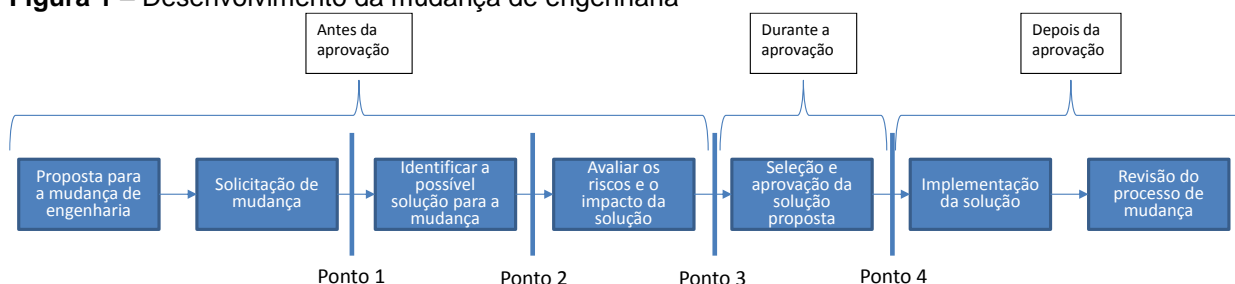 Figura 1 – Desenvolvimento da mudança de engenharia
Antes da
aprovação
Durante a
aprovação
Depois da
aprovação
Proposta para
a mudança de
engenharia
Solicitação de
mudança
Identificar a
possível
solução para a
mudança
Avaliar os
riscos e o
impacto da
solução
Seleção e
aprovação da
solução
proposta
Implementação
da solução
Revisão do
processo de
mudança
Ponto 1
Ponto 2
Ponto 3
Ponto 4